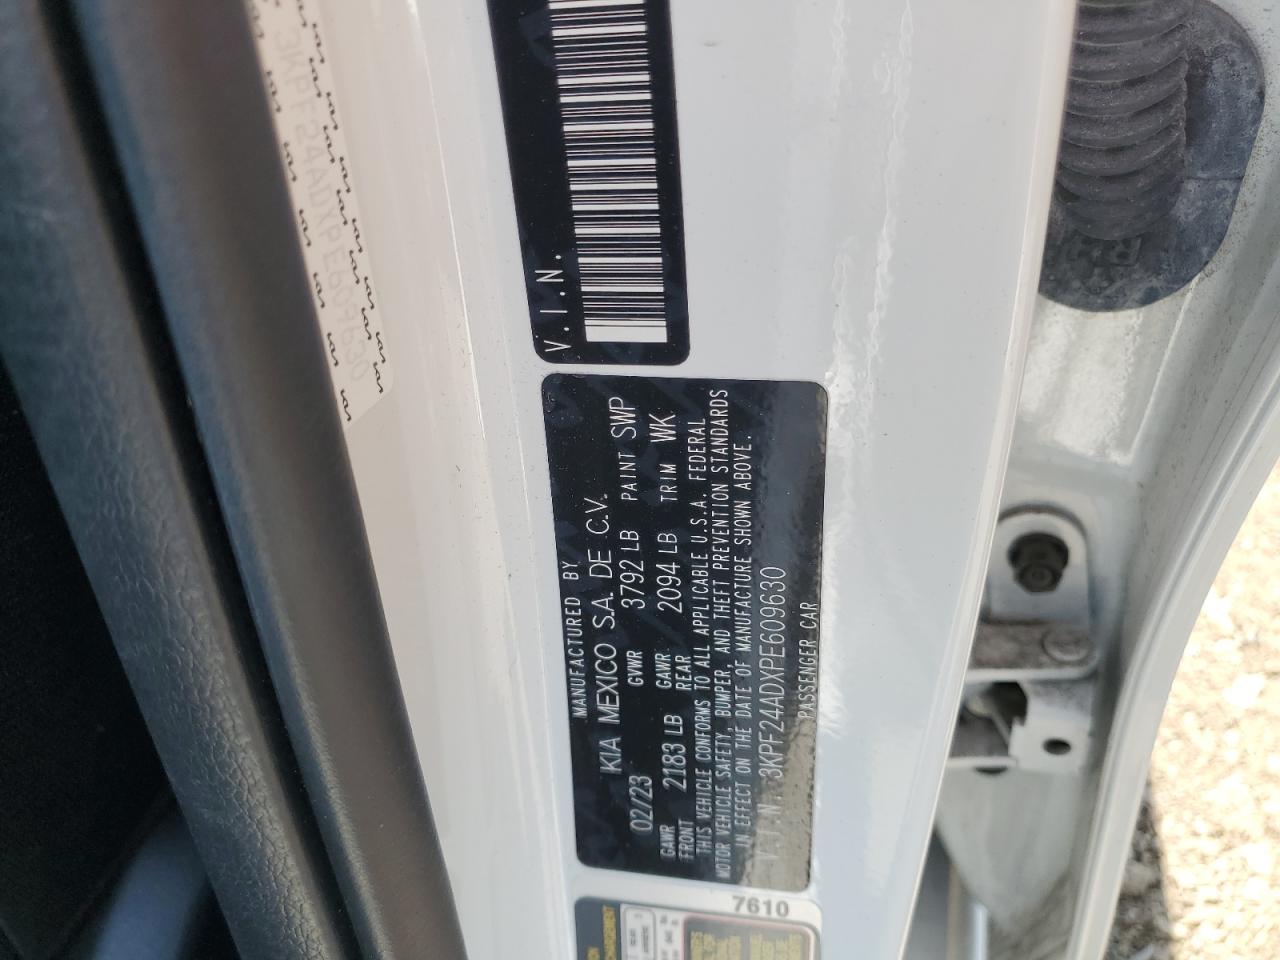 V.I.N.
MANUFACTURED BY
KIA MEXICO S.A. DE C.V.
02/23 GVWR 3792 LB PAINT SWP
GAWR FRONT 2183 LB GAWR REAR 2094 LB TRIM WK
THIS VEHICLE CONFORMS TO ALL APPLICABLE U.S.A. FEDERAL
MOTOR VEHICLE SAFETY, BUMPER, AND THEFT PREVENTION STANDARDS
IN EFFECT ON THE DATE OF MANUFACTURE SHOWN ABOVE.
V.I.N. 3KPF24ADXPE609630
PASSENGER CAR
7610